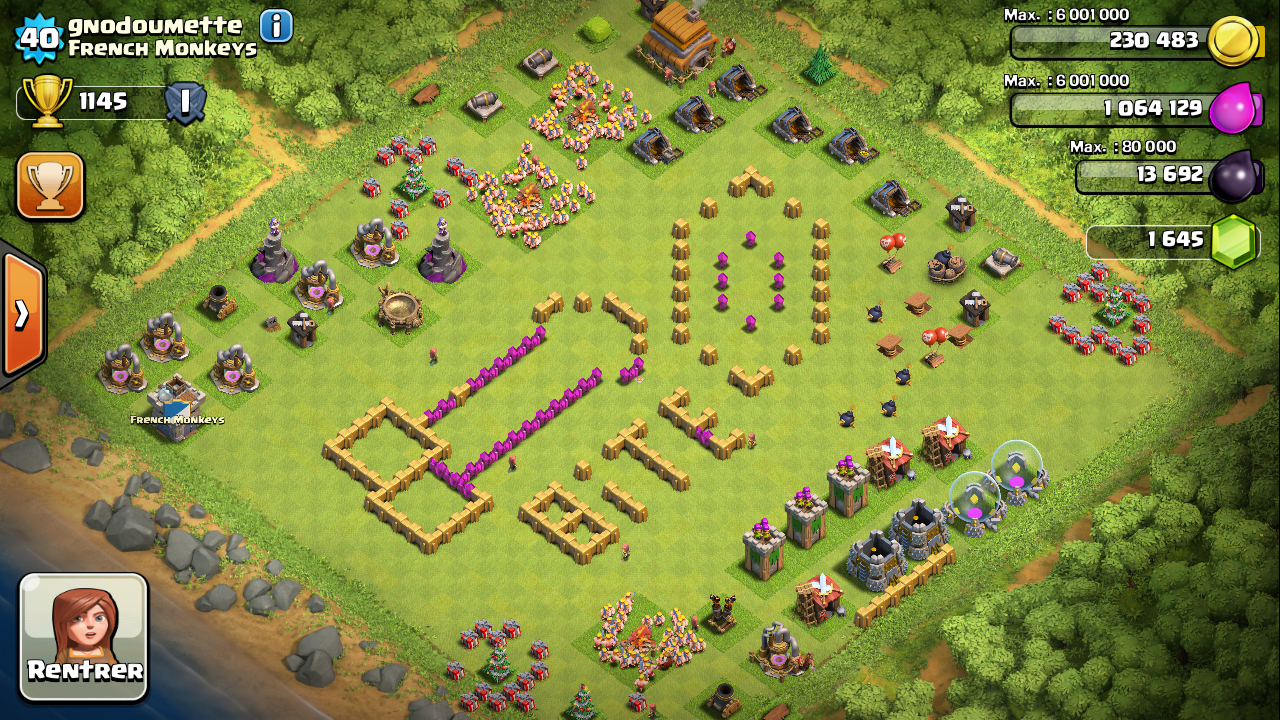 40
gnodoumette
French Monkeys
i
1145
I
Max. : 6 001 000
230 483
Max. : 6 001 000
1 064 129
Max. : 80 000
13 692
1 645
French Monkeys
BITE
Rentrer